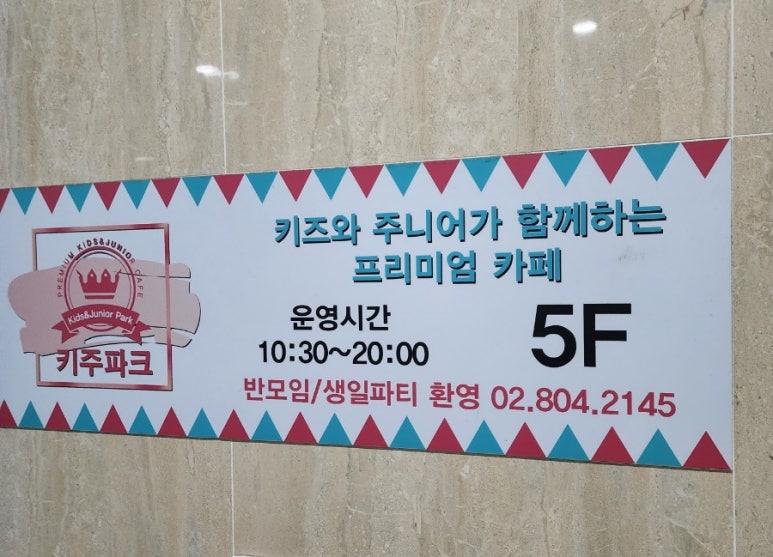 PREMIUM KIDS&JUNIOR CAFE
Kids&Junior Park
키주파크
키즈와 주니어가 함께하는
프리미엄 카페
운영시간
10:30~20:00
5F
반모임/생일파티 환영 02.804.2145